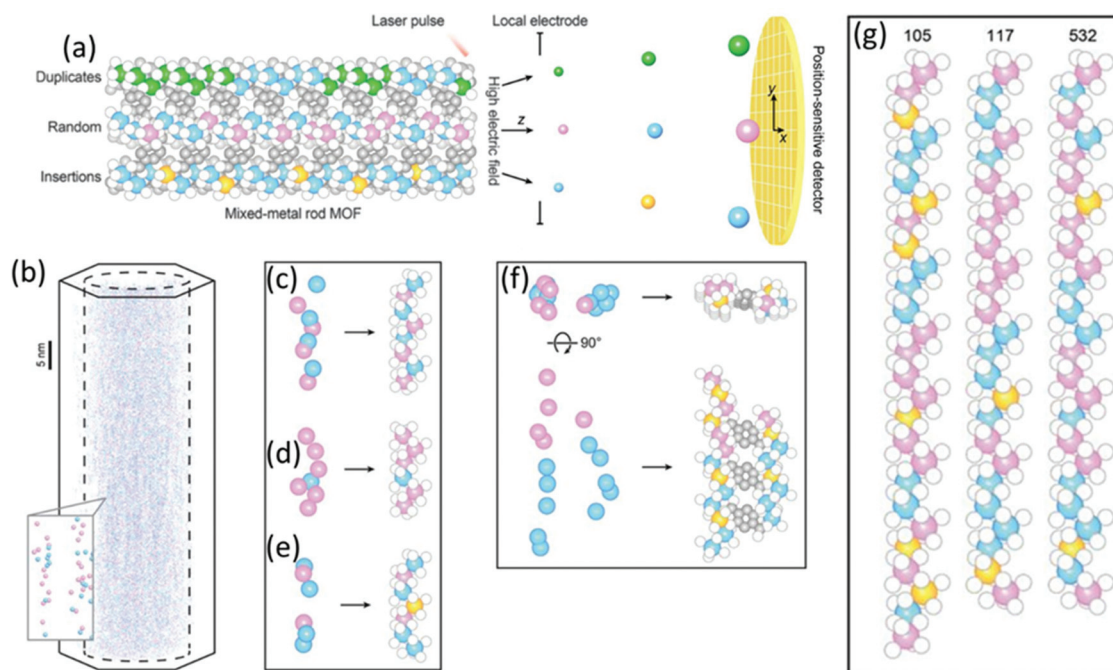 (a)
Laser pulse
Local electrode
Duplicates
Random
Insertions
High electric field
z
y
x
Position-sensitive detector
Mixed-metal rod MOF
(b)
5 nm
(c)
(d)
(e)
(f)
90°
(g)
105 117 532